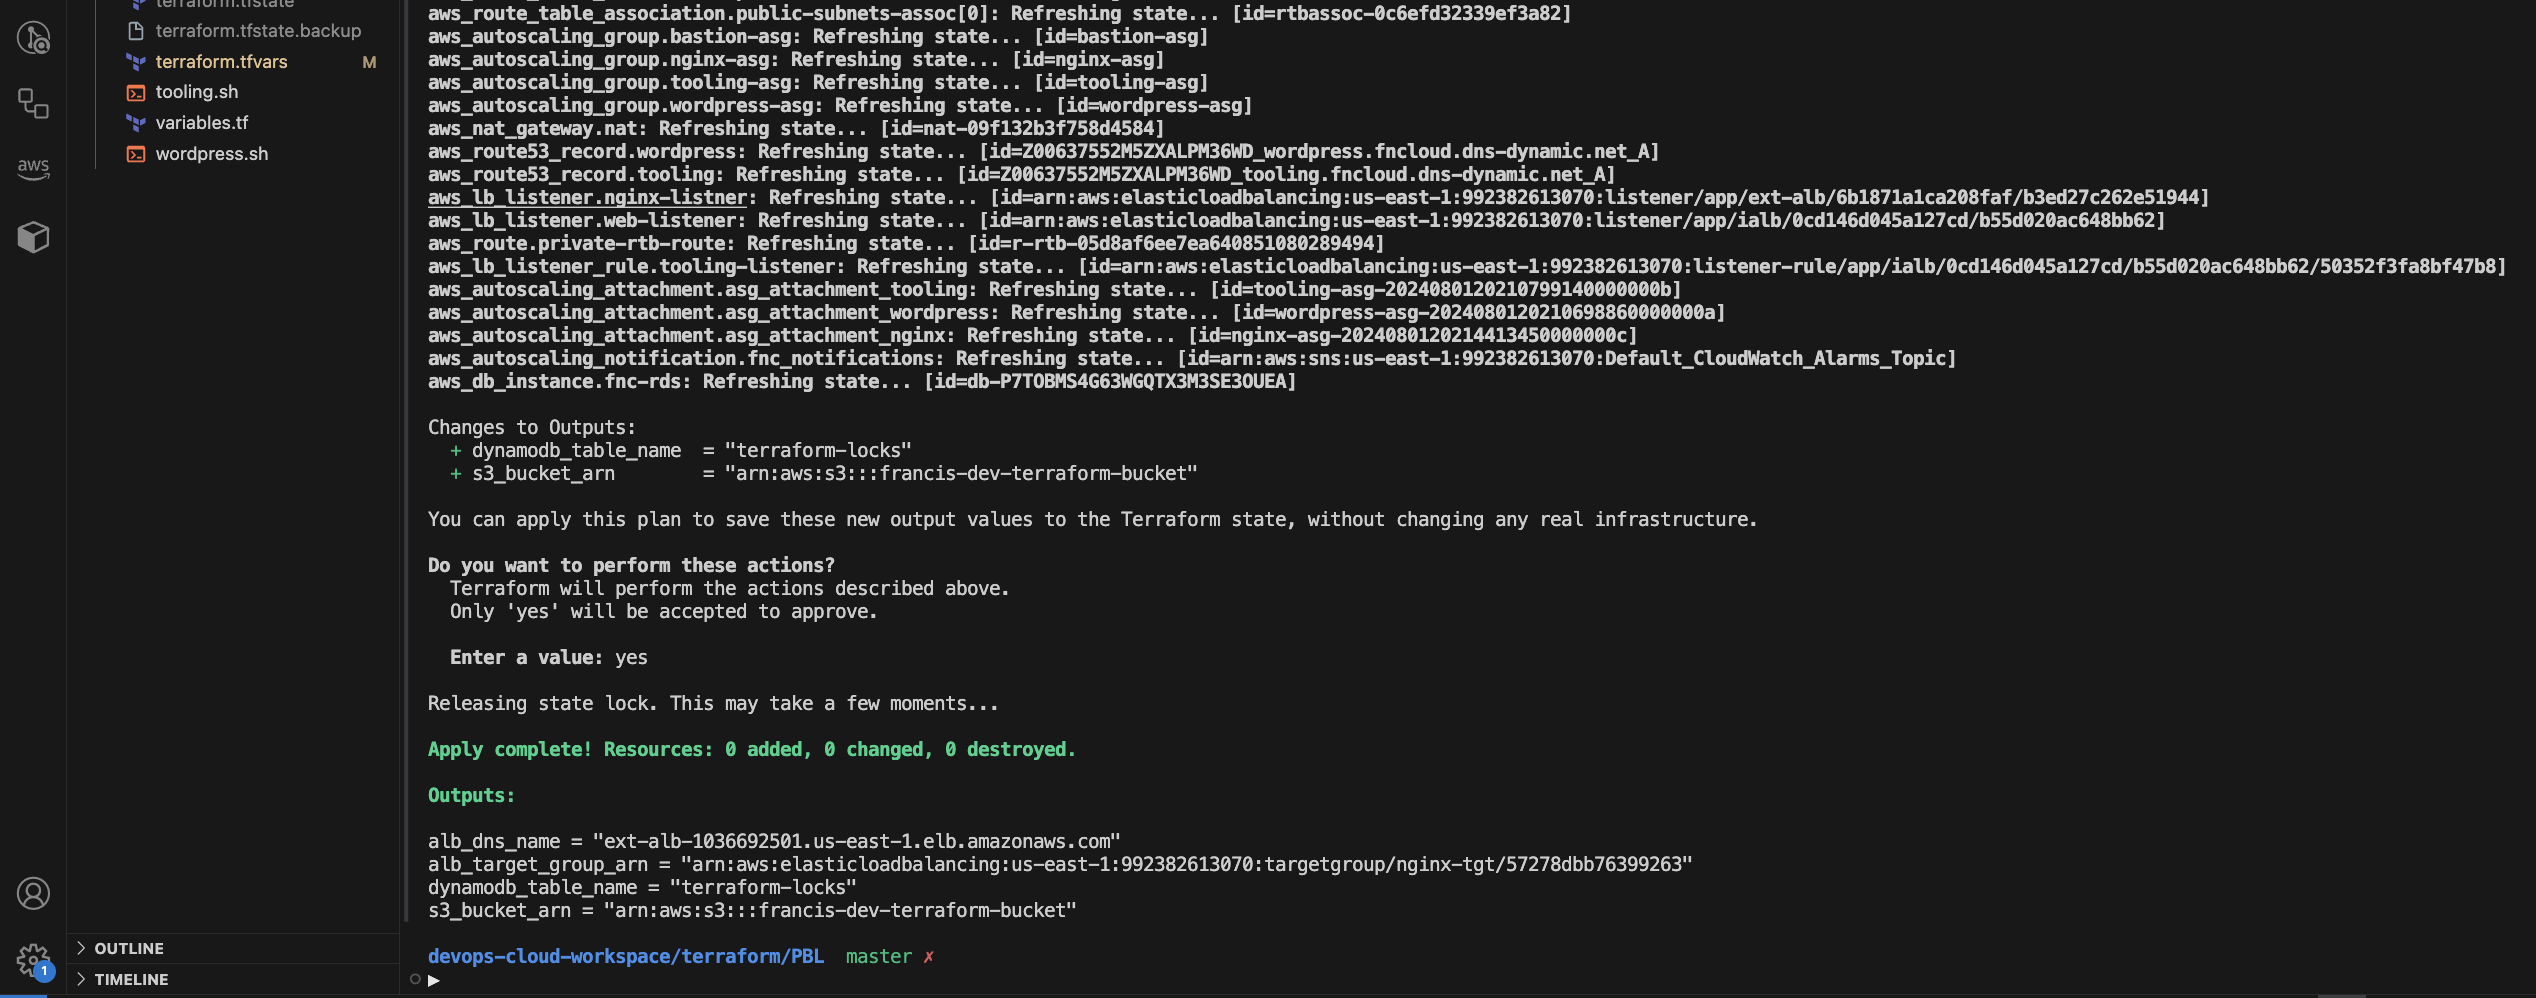 terraform.tfstate
terraform.tfstate.backup
terraform.tfvars M
tooling.sh
variables.tf
wordpress.sh
aws
1
OUTLINE
TIMELINE
aws_route_table_association.public-subnets-assoc[0]: Refreshing state... [id=rtbassoc-0c6efd32339ef3a82]
aws_autoscaling_group.bastion-asg: Refreshing state... [id=bastion-asg]
aws_autoscaling_group.nginx-asg: Refreshing state... [id=nginx-asg]
aws_autoscaling_group.tooling-asg: Refreshing state... [id=tooling-asg]
aws_autoscaling_group.wordpress-asg: Refreshing state... [id=wordpress-asg]
aws_nat_gateway.nat: Refreshing state... [id=nat-09f132b3f758d4584]
aws_route53_record.wordpress: Refreshing state... [id=Z00637552M5ZXALPM36WD_wordpress.fncloud.dns-dynamic.net_A]
aws_route53_record.tooling: Refreshing state... [id=Z00637552M5ZXALPM36WD_tooling.fncloud.dns-dynamic.net_A]
aws_lb_listener.nginx-listner: Refreshing state... [id=arn:aws:elasticloadbalancing:us-east-1:992382613070:listener/app/ext-alb/6b1871a1ca208faf/b3ed27c262e51944]
aws_lb_listener.web-listener: Refreshing state... [id=arn:aws:elasticloadbalancing:us-east-1:992382613070:listener/app/ialb/0cd146d045a127cd/b55d020ac648bb62]
aws_route.private-rtb-route: Refreshing state... [id=r-rtb-05d8af6ee7ea640851080289494]
aws_lb_listener_rule.tooling-listener: Refreshing state... [id=arn:aws:elasticloadbalancing:us-east-1:992382613070:listener-rule/app/ialb/0cd146d045a127cd/b55d020ac648bb62/50352f3fa8bf47b8]
aws_autoscaling_attachment.asg_attachment_tooling: Refreshing state... [id=tooling-asg-20240801202107991400000000b]
aws_autoscaling_attachment.asg_attachment_wordpress: Refreshing state... [id=wordpress-asg-20240801202106988600000000a]
aws_autoscaling_attachment.asg_attachment_nginx: Refreshing state... [id=nginx-asg-20240801202144134500000000c]
aws_autoscaling_notification.fnc_notifications: Refreshing state... [id=arn:aws:sns:us-east-1:992382613070:Default_CloudWatch_Alarms_Topic]
aws_db_instance.fnc-rds: Refreshing state... [id=db-P7TOBMS4G63WGQTX3M3SE3OUEA]
Changes to Outputs:
+ dynamodb_table_name = "terraform-locks"
+ s3_bucket_arn = "arn:aws:s3:::francis-dev-terraform-bucket"
You can apply this plan to save these new output values to the Terraform state, without changing any real infrastructure.
Do you want to perform these actions?
Terraform will perform the actions described above.
Only 'yes' will be accepted to approve.
Enter a value: yes
Releasing state lock. This may take a few moments...
Apply complete! Resources: 0 added, 0 changed, 0 destroyed.
Outputs:
alb_dns_name = "ext-alb-1036692501.us-east-1.elb.amazonaws.com"
alb_target_group_arn = "arn:aws:elasticloadbalancing:us-east-1:992382613070:targetgroup/nginx-tgt/57278dbb76399263"
dynamodb_table_name = "terraform-locks"
s3_bucket_arn = "arn:aws:s3:::francis-dev-terraform-bucket"
devops-cloud-workspace/terraform/PBL master ✗
▶